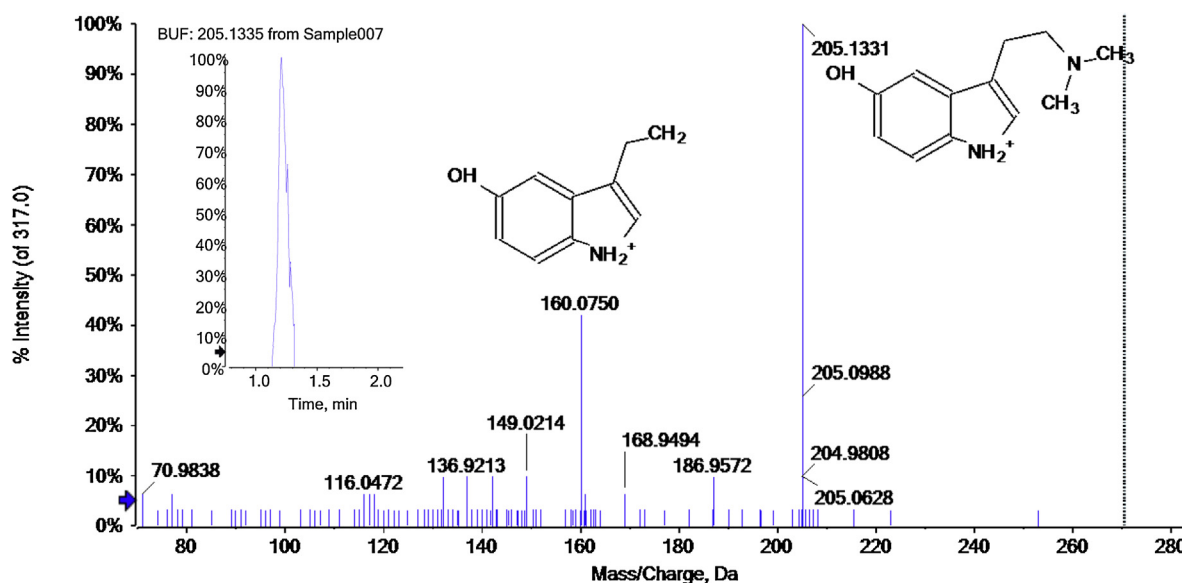 BUF: 205.1335 from Sample007
100%
90%
80%
70%
60%
50%
40%
30%
20%
10%
0%
1.0 1.5 2.0
Time, min
% Intensity (of 317.0)
100%
90%
80%
70%
60%
50%
40%
30%
20%
10%
0%
OH
CH2
NH2+
OH
N
CH3
CH3
NH2+
205.1331
160.0750
205.0988
149.0214
168.9494
204.9808
70.9838
116.0472
136.9213
186.9572
205.0628
80 100 120 140 160 180 200 220 240 260 280
Mass/Charge, Da